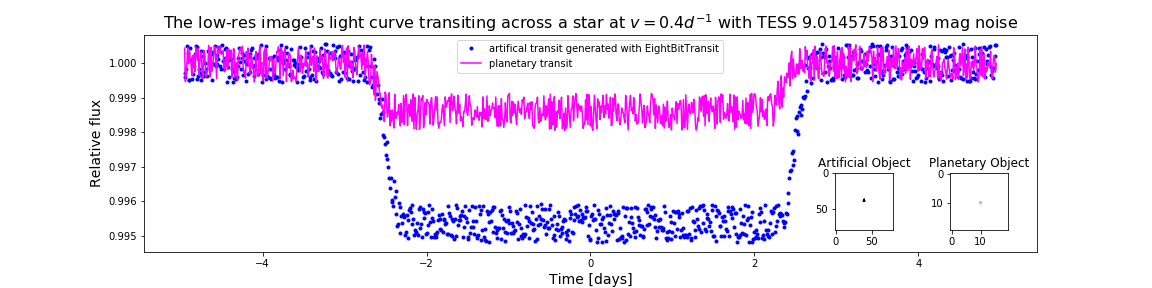 The low-res image's light curve transiting across a star at v = 0.4d⁻¹ with TESS 9.01457583109 mag noise
artifical transit generated with EightBitTransit
planetary transit
Relative flux
1.000
0.999
0.998
0.997
0.996
0.995
Artificial Object
0
50
0 50
Planetary Object
0
10
0 10
−4 −2 0 2 4
Time [days]